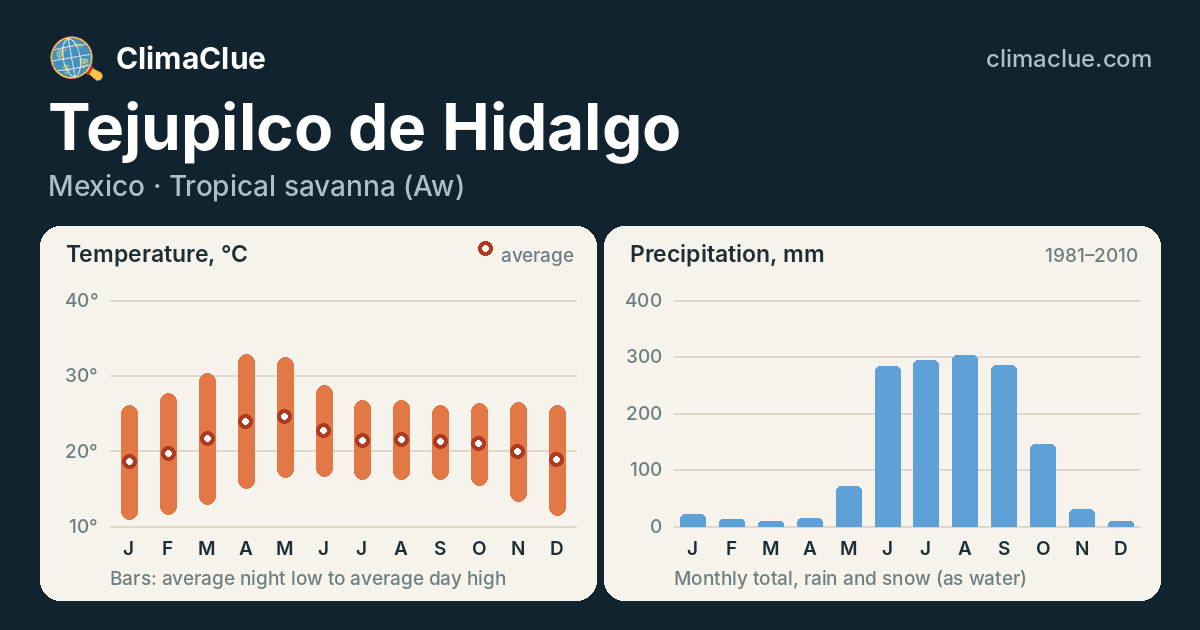 ClimaClue
climaclue.com
Tejupilco de Hidalgo
Mexico · Tropical savanna (Aw)
Temperature, °C
average
40°
30°
20°
10°
J F M A M J J A S O N D
Bars: average night low to average day high
Precipitation, mm
1981–2010
400
300
200
100
0
J F M A M J J A S O N D
Monthly total, rain and snow (as water)